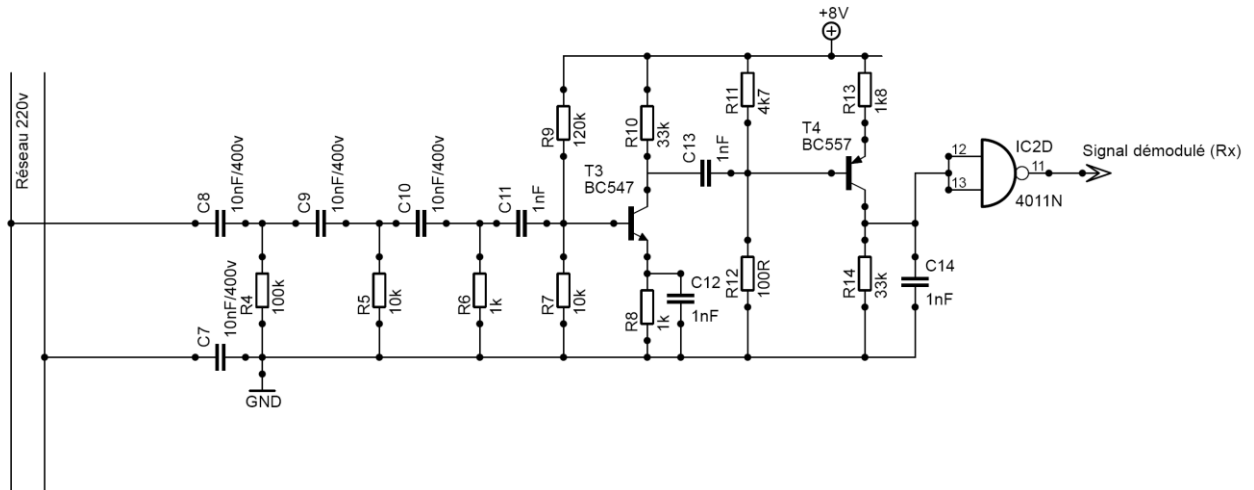 +8V
Réseau 220v
C8
10nF/400v
C9
10nF/400v
C10
10nF/400v
C11
1nF
R9
120k
R10
33k
C13
1nF
R11
4k7
R13
1k8
T4
BC557
T3
BC547
12
13
IC2D
11
4011N
Signal démodulé (Rx)
C7
10nF/400v
R4
100k
R5
10k
R6
1k
R7
10k
R8
1k
C12
1nF
R12
100R
R14
33k
C14
1nF
GND